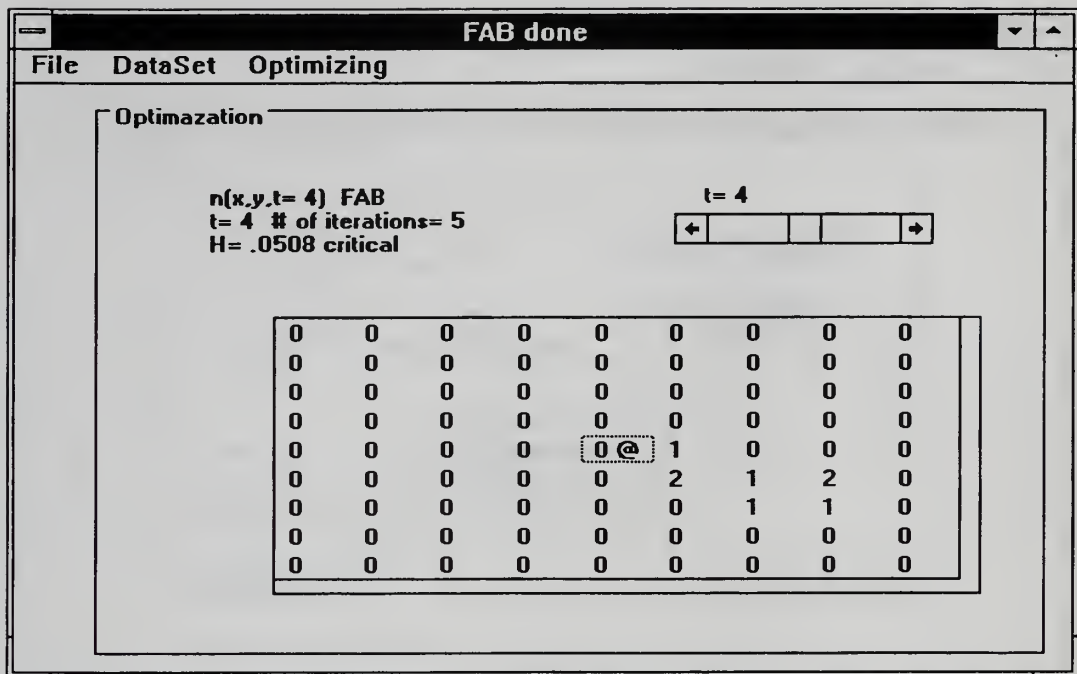 FAB done
File DataSet Optimizing
Optimazation
n(x,y,t= 4) FAB
t= 4 # of iterations= 5
H= .0508 critical
t= 4
0 0 0 0 0 0 0 0 0
0 0 0 0 0 0 0 0 0
0 0 0 0 0 0 0 0 0
0 0 0 0 0 0 0 0 0
0 0 0 0 0 @ 1 0 0 0
0 0 0 0 0 2 1 2 0
0 0 0 0 0 0 1 1 0
0 0 0 0 0 0 0 0 0
0 0 0 0 0 0 0 0 0